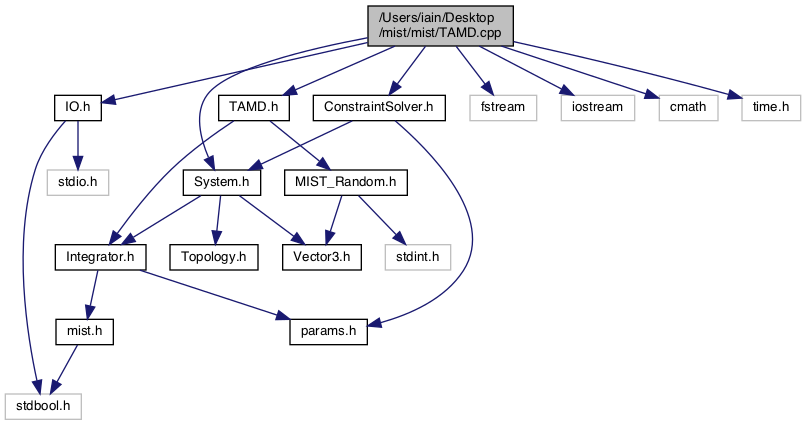 /Users/iain/Desktop
/mist/mist/TAMD.cpp
IO.h
TAMD.h
ConstraintSolver.h
fstream
iostream
cmath
time.h
stdio.h
System.h
MIST_Random.h
Integrator.h
Topology.h
Vector3.h
stdint.h
mist.h
params.h
stdbool.h